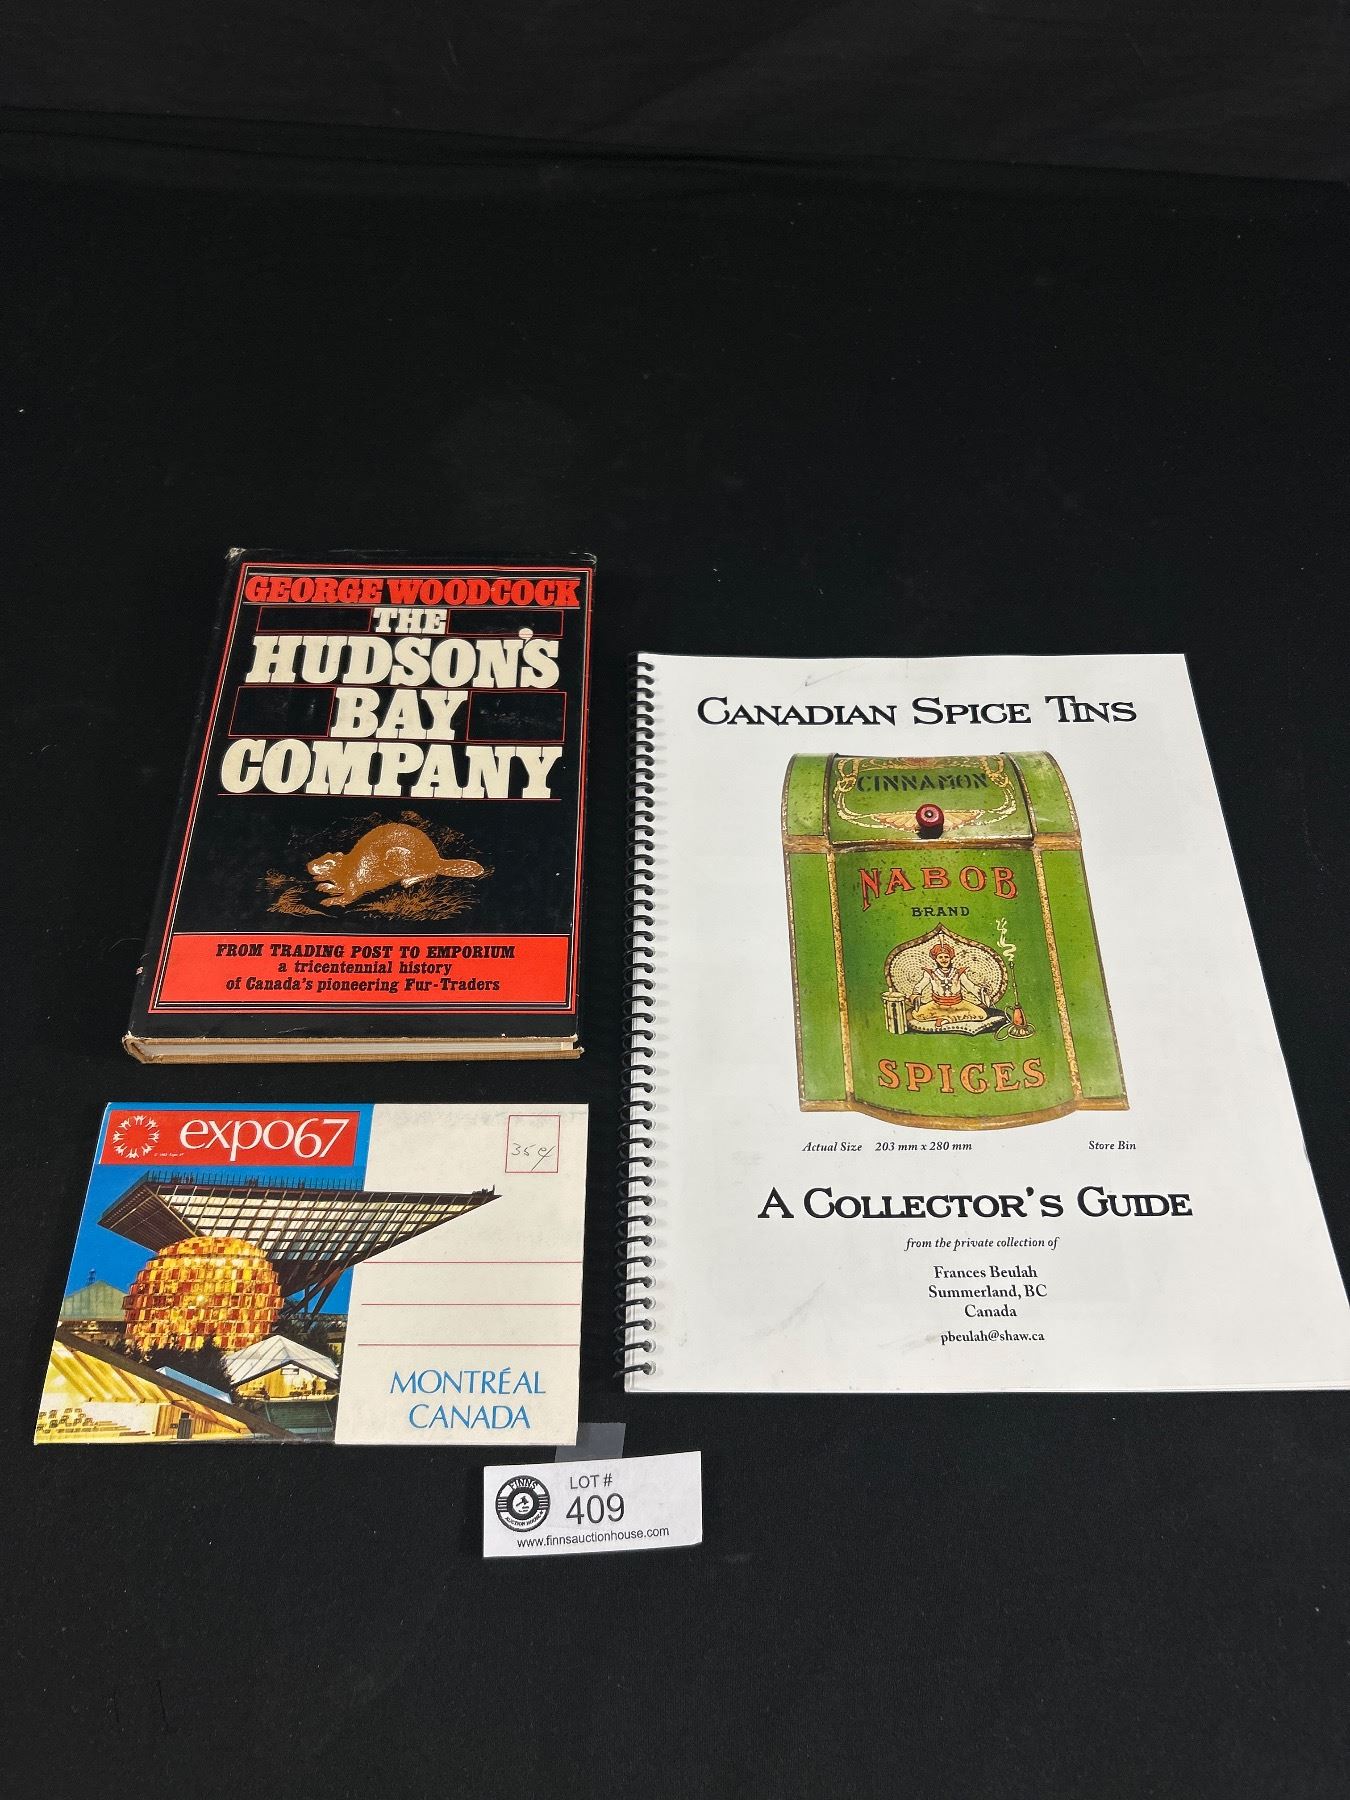 GEORGE WOODCOCK
THE
HUDSON'S
BAY
COMPANY
FROM TRADING POST TO EMPORIUM
a tricentennial history
of Canada's pioneering Fur-Traders
CANADIAN SPICE TINS
CINNAMON
NABOB
BRAND
SPICES
Actual Size 203 mm x 280 mm Store Bin
A COLLECTOR'S GUIDE
from the private collection of
Frances Beulah
Summerland, BC
Canada
pbeulah@shaw.ca
expo67
35¢
MONTRÉAL
CANADA
FINNS
AUCTION HOUSE
LOT #
409
www.finnsauctionhouse.com